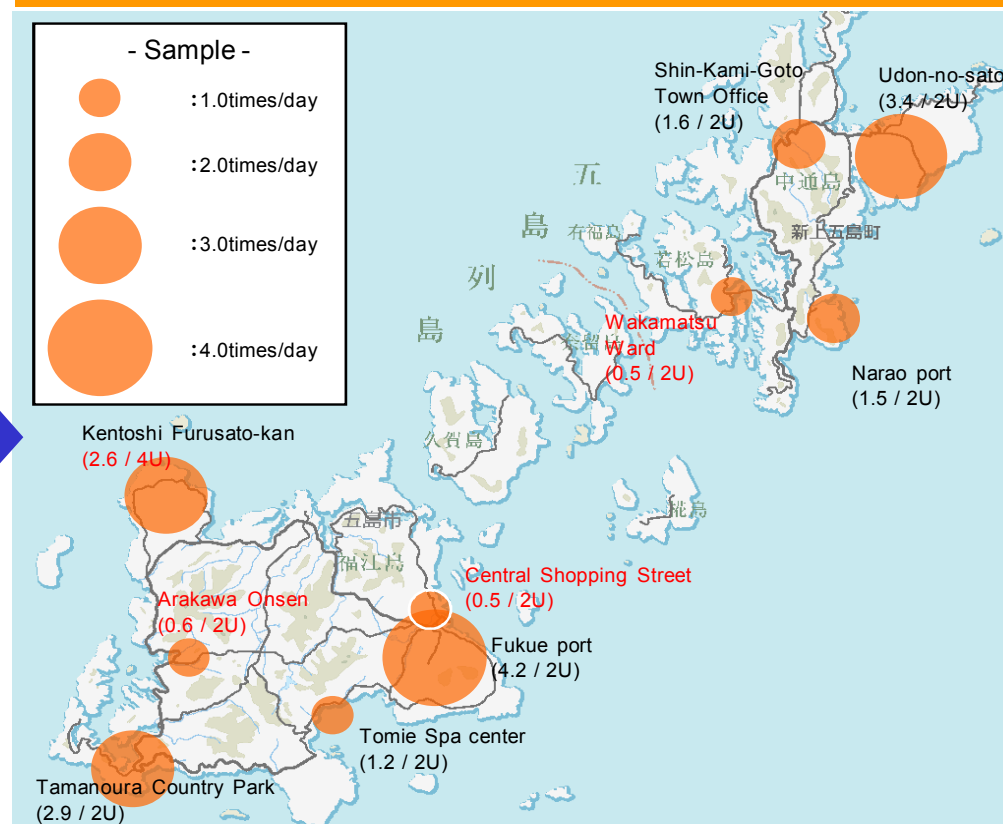 - Sample -
:1.0times/day
:2.0times/day
:3.0times/day
:4.0times/day
Shin-Kami-Goto
Town Office
(1.6 / 2U)
Udon-no-sato
(3.4 / 2U)
中通島
新上五島町
五
島
列
島
有福島
若松島
Wakamatsu
Ward
(0.5 / 2U)
Narao port
(1.5 / 2U)
久賀島
椛島
Kentoshi Furusato-kan
(2.6 / 4U)
五島市
福江島
Central Shopping Street
(0.5 / 2U)
Arakawa Onsen
(0.6 / 2U)
Fukue port
(4.2 / 2U)
Tomie Spa center
(1.2 / 2U)
Tamanoura Country Park
(2.9 / 2U)